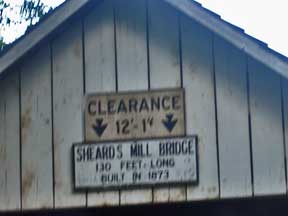 CLEARANCE
12'-1"
SHEARDS MILL BRIDGE
130 FEET-LONG
BUILT IN 1873